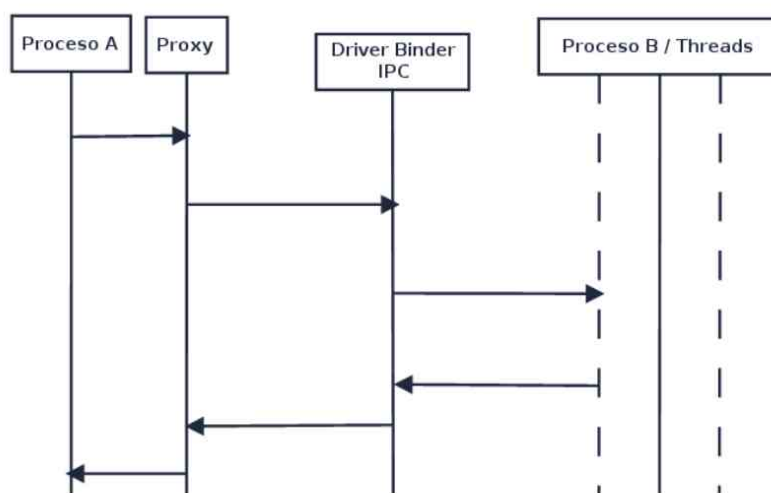 Proceso A
Proxy
Driver Binder
IPC
Proceso B / Threads